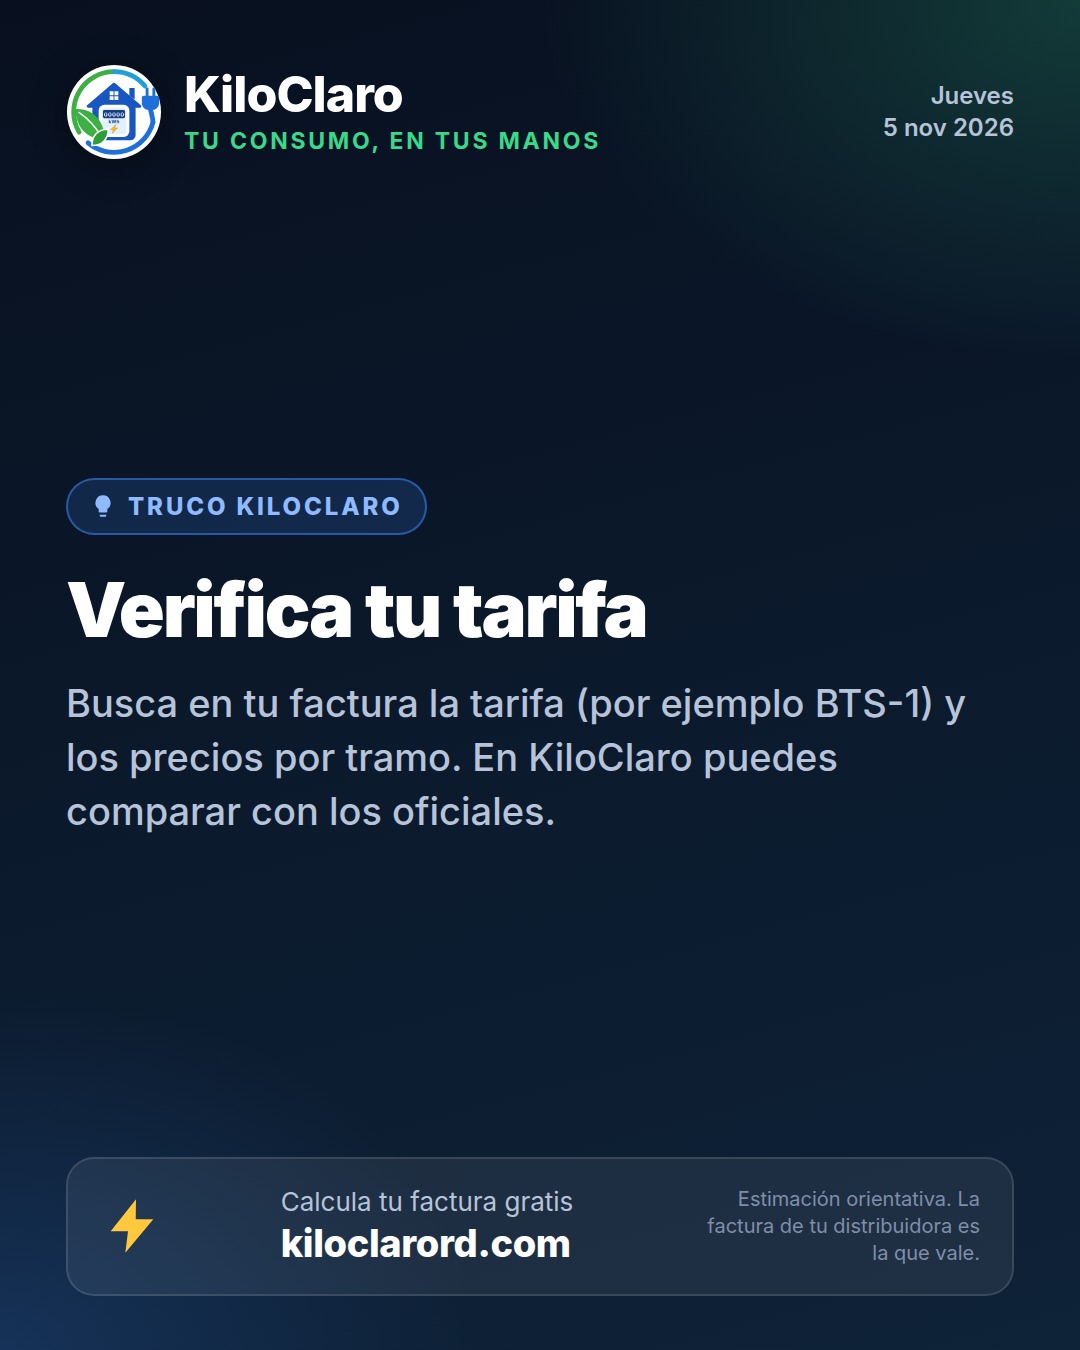 KiloClaro
TU CONSUMO, EN TUS MANOS
Jueves
5 nov 2026
TRUCO KILOCLARO
Verifica tu tarifa
Busca en tu factura la tarifa (por ejemplo BTS-1) y
los precios por tramo. En KiloClaro puedes
comparar con los oficiales.
Calcula tu factura gratis
kiloclarord.com
Estimación orientativa. La
factura de tu distribuidora es
la que vale.